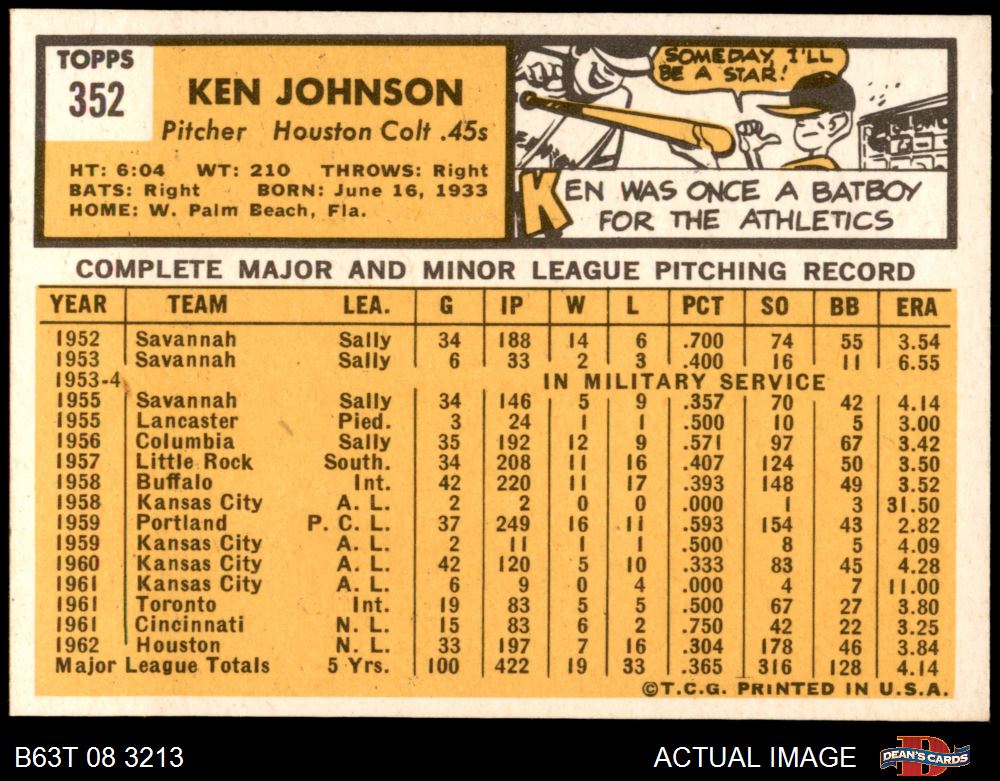 TOPPS
352
KEN JOHNSON
Pitcher Houston Colt .45s
HT: 6:04 WT: 210 THROWS: Right
BATS: Right BORN: June 16, 1933
HOME: W. Palm Beach, Fla.
SOMEDAY, I'LL
BE A STAR!
KEN WAS ONCE A BATBOY
FOR THE ATHLETICS
COMPLETE MAJOR AND MINOR LEAGUE PITCHING RECORD
YEAR TEAM LEA. G IP W L PCT SO BB ERA
1952 Savannah Sally 34 188 14 6 .700 74 55 3.54
1953 Savannah Sally 6 33 2 3 .400 16 11 6.55
1953-4 IN MILITARY SERVICE
1955 Savannah Sally 34 146 5 9 .357 70 42 4.14
1955 Lancaster Pied. 3 24 1 1 .500 10 5 3.00
1956 Columbia Sally 35 192 12 9 .571 97 67 3.42
1957 Little Rock South. 34 208 11 16 .407 124 50 3.50
1958 Buffalo Int. 42 220 11 17 .393 148 49 3.52
1958 Kansas City A. L. 2 2 0 0 .000 1 3 31.50
1959 Portland P. C. L. 37 249 16 11 .593 154 43 2.82
1959 Kansas City A. L. 2 11 1 1 .500 8 5 4.09
1960 Kansas City A. L. 42 120 5 10 .333 83 45 4.28
1961 Kansas City A. L. 6 9 0 4 .000 4 7 11.00
1961 Toronto Int. 19 83 5 5 .500 67 27 3.80
1961 Cincinnati N. L. 15 83 6 2 .750 42 22 3.25
1962 Houston N. L. 33 197 7 16 .304 178 46 3.84
Major League Totals 5 Yrs. 100 422 19 33 .365 316 128 4.14
©T.C.G. PRINTED IN U.S.A.
B63T 08 3213 ACTUAL IMAGE DEAN'S CARDS